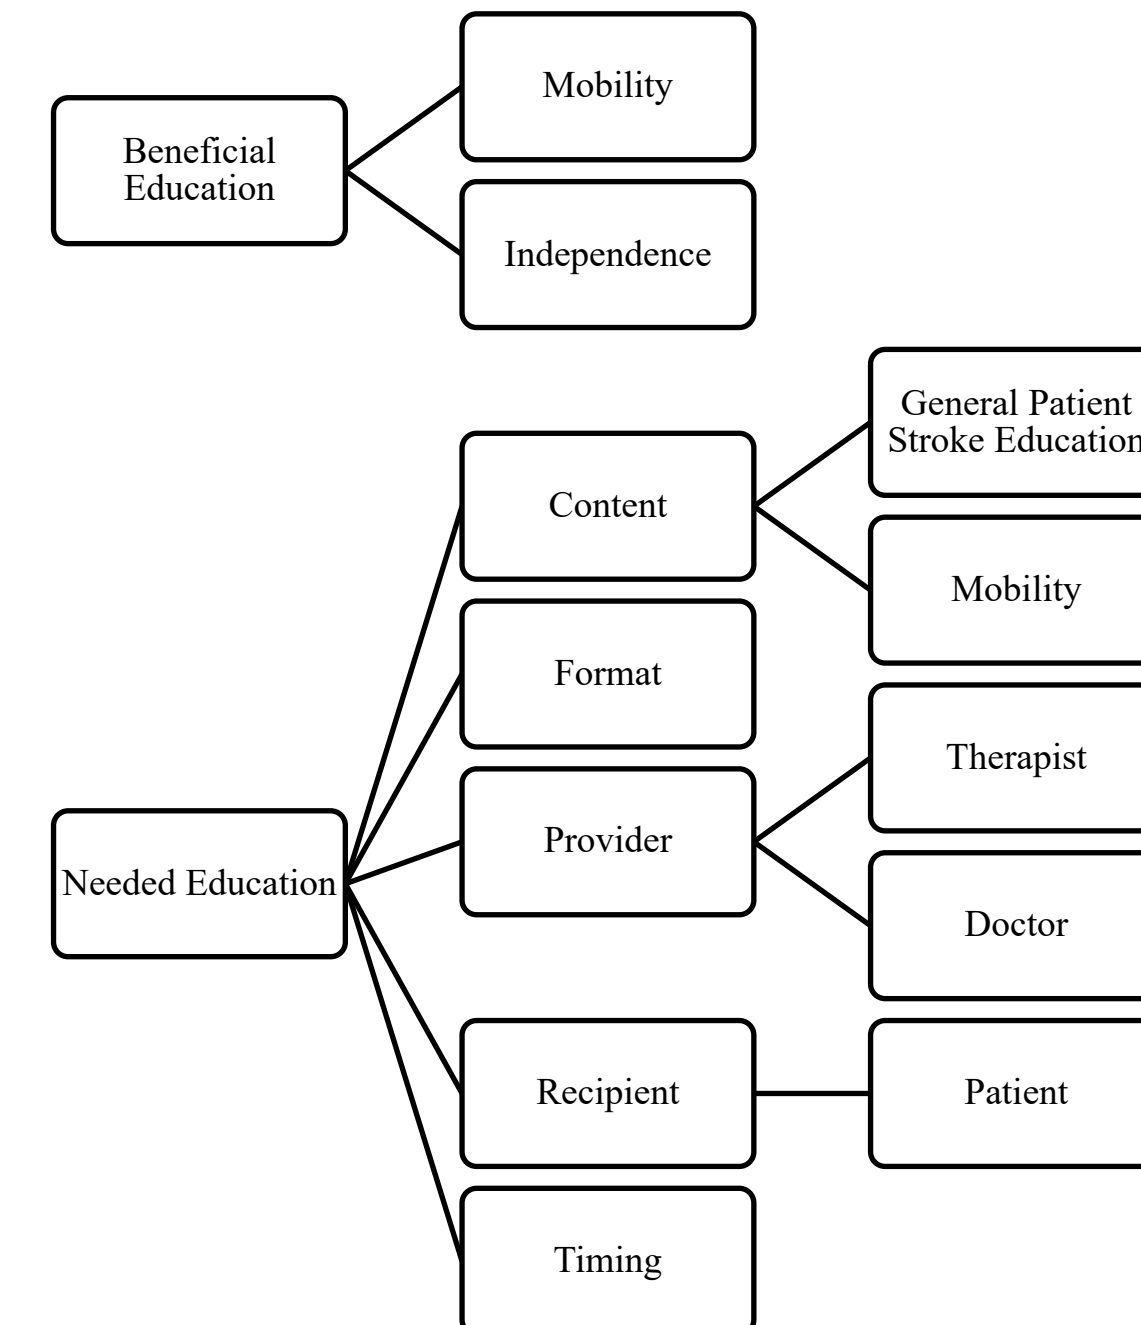 Mobility
Beneficial
Education
Independence
General Patient
Stroke Education
Content
Mobility
Format
Therapist
Provider
Needed Education
Doctor
Recipient
Patient
Timing